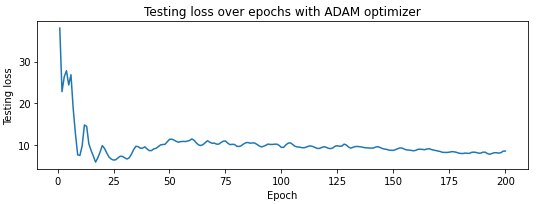 Testing loss over epochs with ADAM optimizer
Testing loss
30
20
10
0 25 50 75 100 125 150 175 200
Epoch